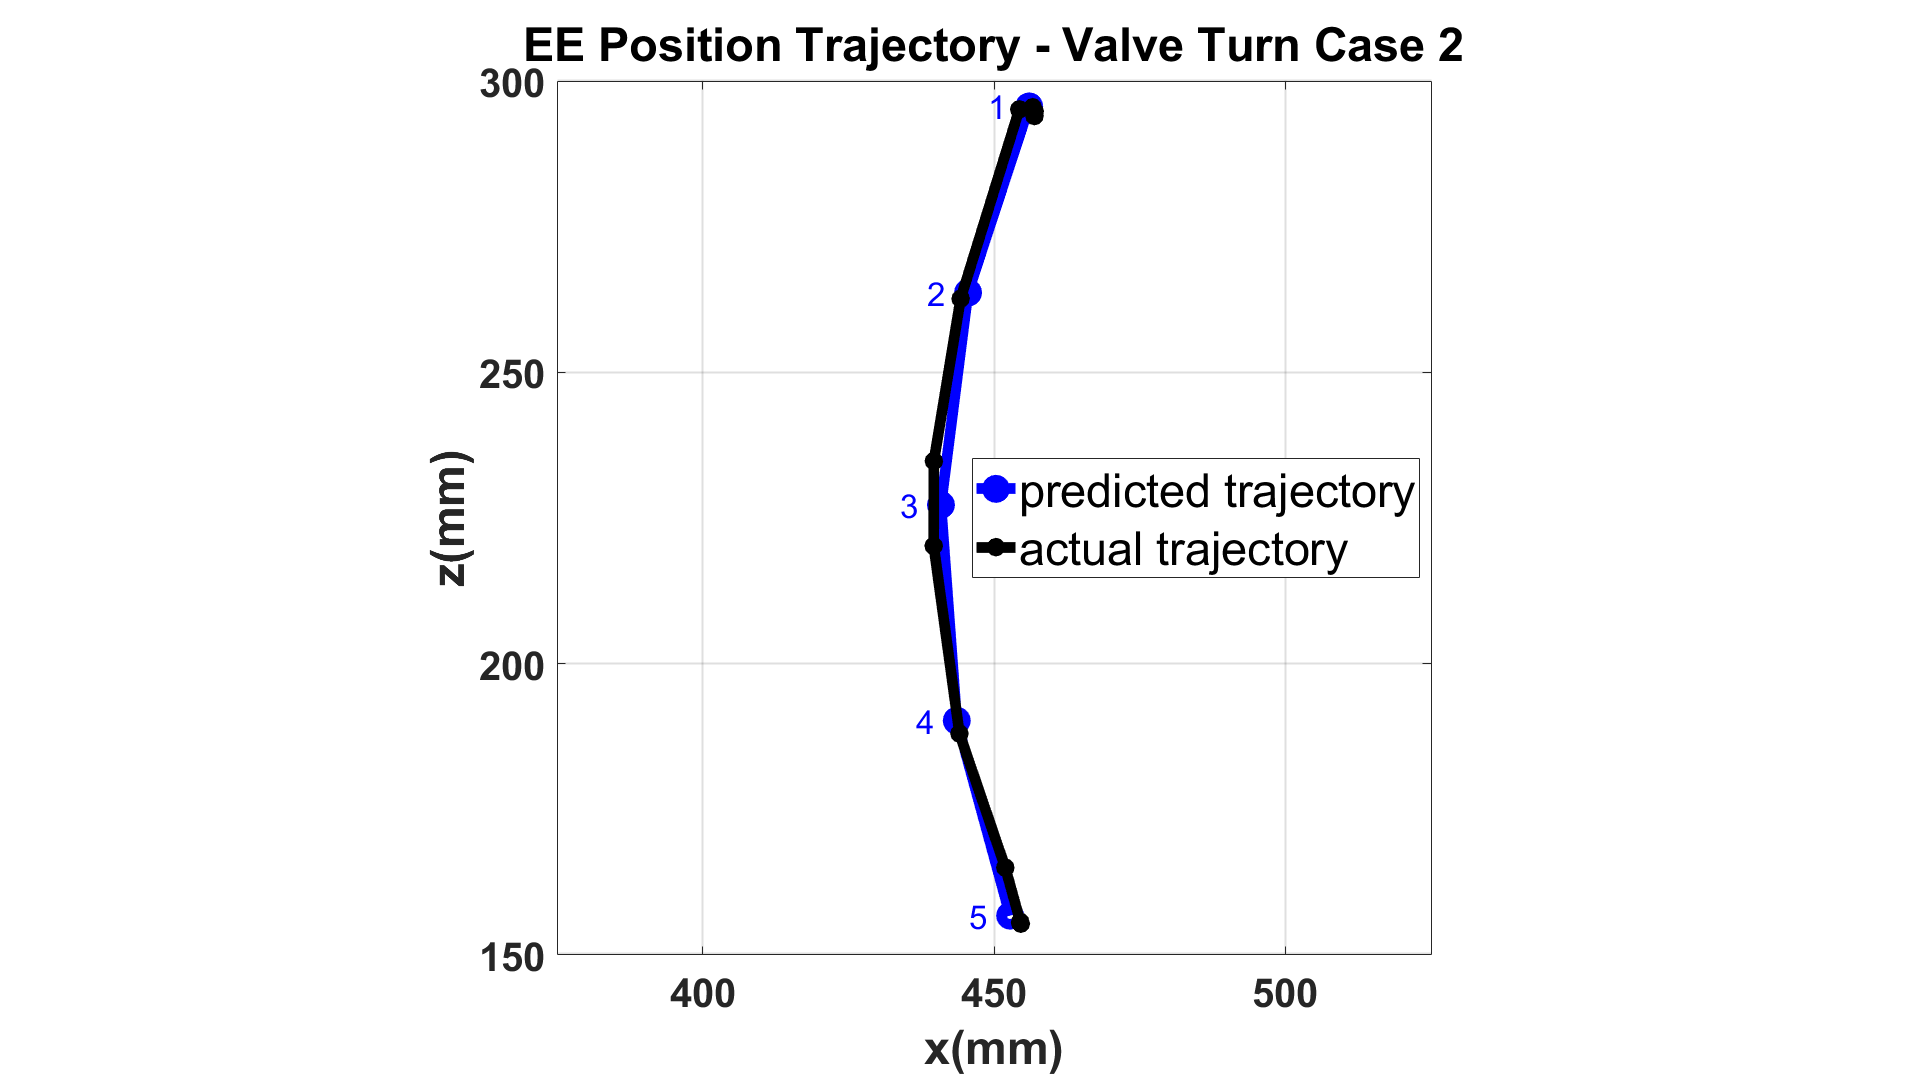 EE Position Trajectory - Valve Turn Case 2
300
250
200
150
z(mm)
1
2
3
4
5
predicted trajectory
actual trajectory
400 450 500
x(mm)